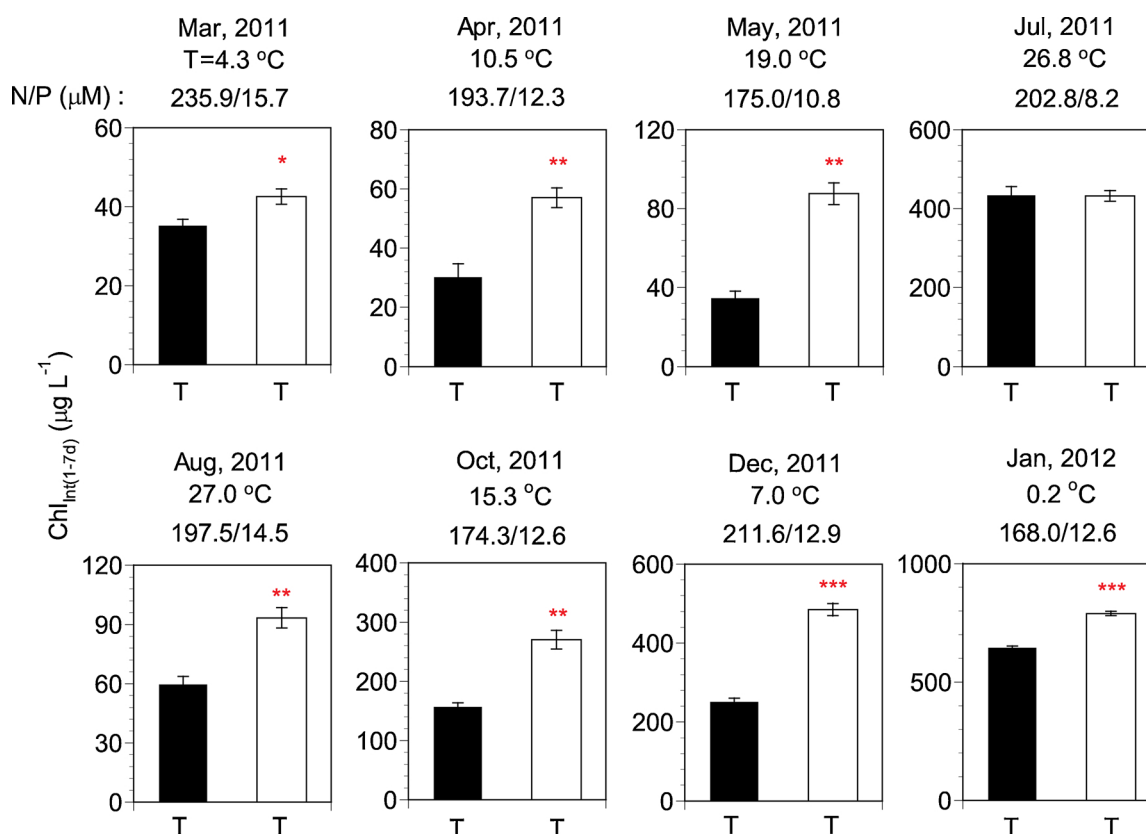 Mar, 2011
T=4.3 °C
N/P (μM) : 235.9/15.7
Apr, 2011
10.5 °C
193.7/12.3
May, 2011
19.0 °C
175.0/10.8
Jul, 2011
26.8 °C
202.8/8.2
60
40
20
0
*
T T
80
60
40
20
0
**
T T
120
80
40
0
**
T T
600
400
200
0
T T
Chl Int(1-7d) (μg L⁻¹)
Aug, 2011
27.0 °C
197.5/14.5
Oct, 2011
15.3 °C
174.3/12.6
Dec, 2011
7.0 °C
211.6/12.9
Jan, 2012
0.2 °C
168.0/12.6
120
90
60
30
0
**
T T
400
300
200
100
0
**
T T
600
400
200
0
***
T T
1000
500
0
***
T T